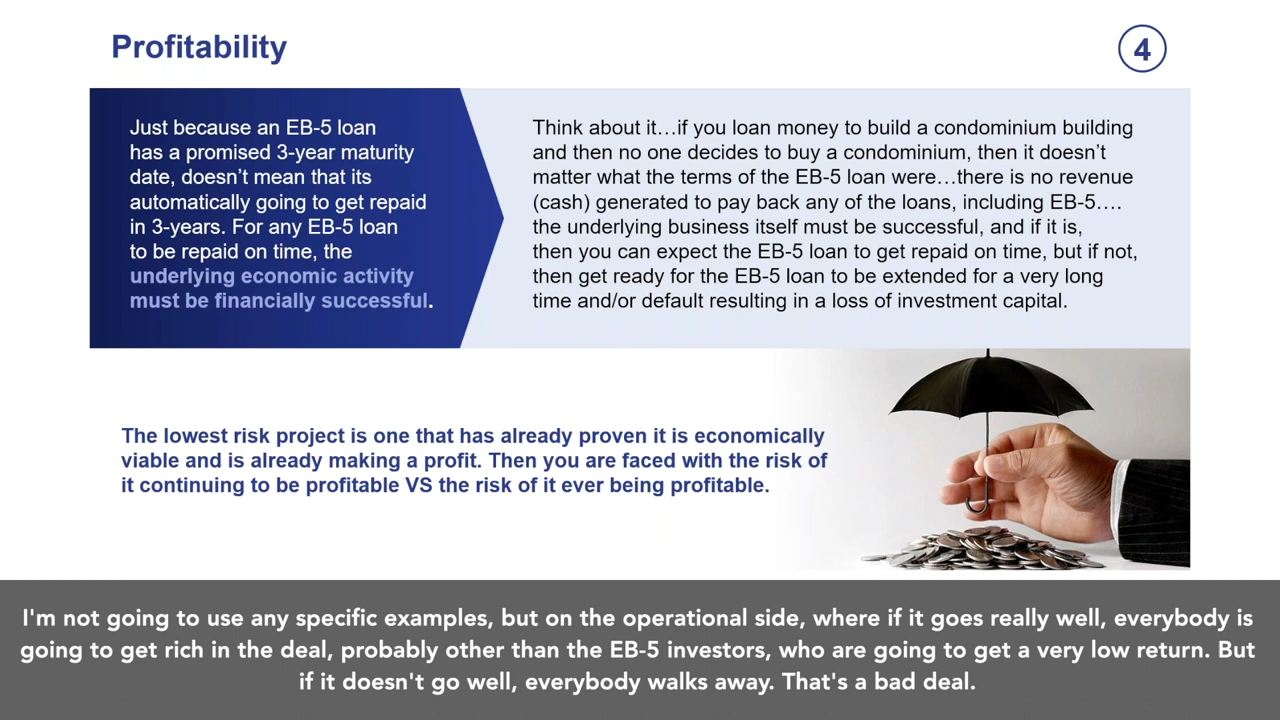 Profitability
4
Just because an EB-5 loan
has a promised 3-year maturity
date, doesn't mean that its
automatically going to get repaid
in 3-years. For any EB-5 loan
to be repaid on time, the
underlying economic activity
must be financially successful.
Think about it…if you loan money to build a condominium building
and then no one decides to buy a condominium, then it doesn't
matter what the terms of the EB-5 loan were…there is no revenue
(cash) generated to pay back any of the loans, including EB-5….
the underlying business itself must be successful, and if it is,
then you can expect the EB-5 loan to get repaid on time, but if not,
then get ready for the EB-5 loan to be extended for a very long
time and/or default resulting in a loss of investment capital.
The lowest risk project is one that has already proven it is economically
viable and is already making a profit. Then you are faced with the risk of
it continuing to be profitable VS the risk of it ever being profitable.
I'm not going to use any specific examples, but on the operational side, where if it goes really well, everybody is
going to get rich in the deal, probably other than the EB-5 investors, who are going to get a very low return. But
if it doesn't go well, everybody walks away. That's a bad deal.